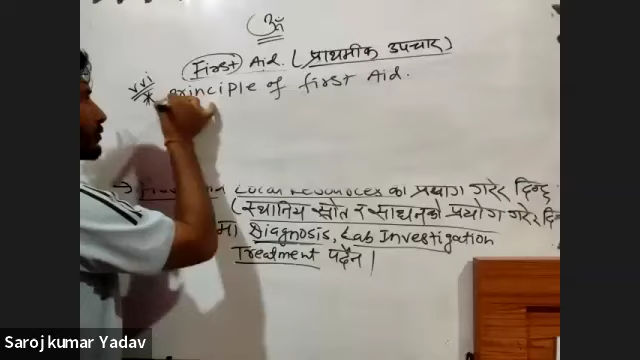 ॐ
First Aid. (प्राथमीक उपचार)
vvi * principle of first Aid.
→ Local Resources का प्रयोग गरेर दिन्छ
(स्थानिय स्रोत र साधनको प्रयोग गरेर दि
मा Diagnosis, Lab Investigation
Treatment पर्दैन।
Saroj kumar Yadav